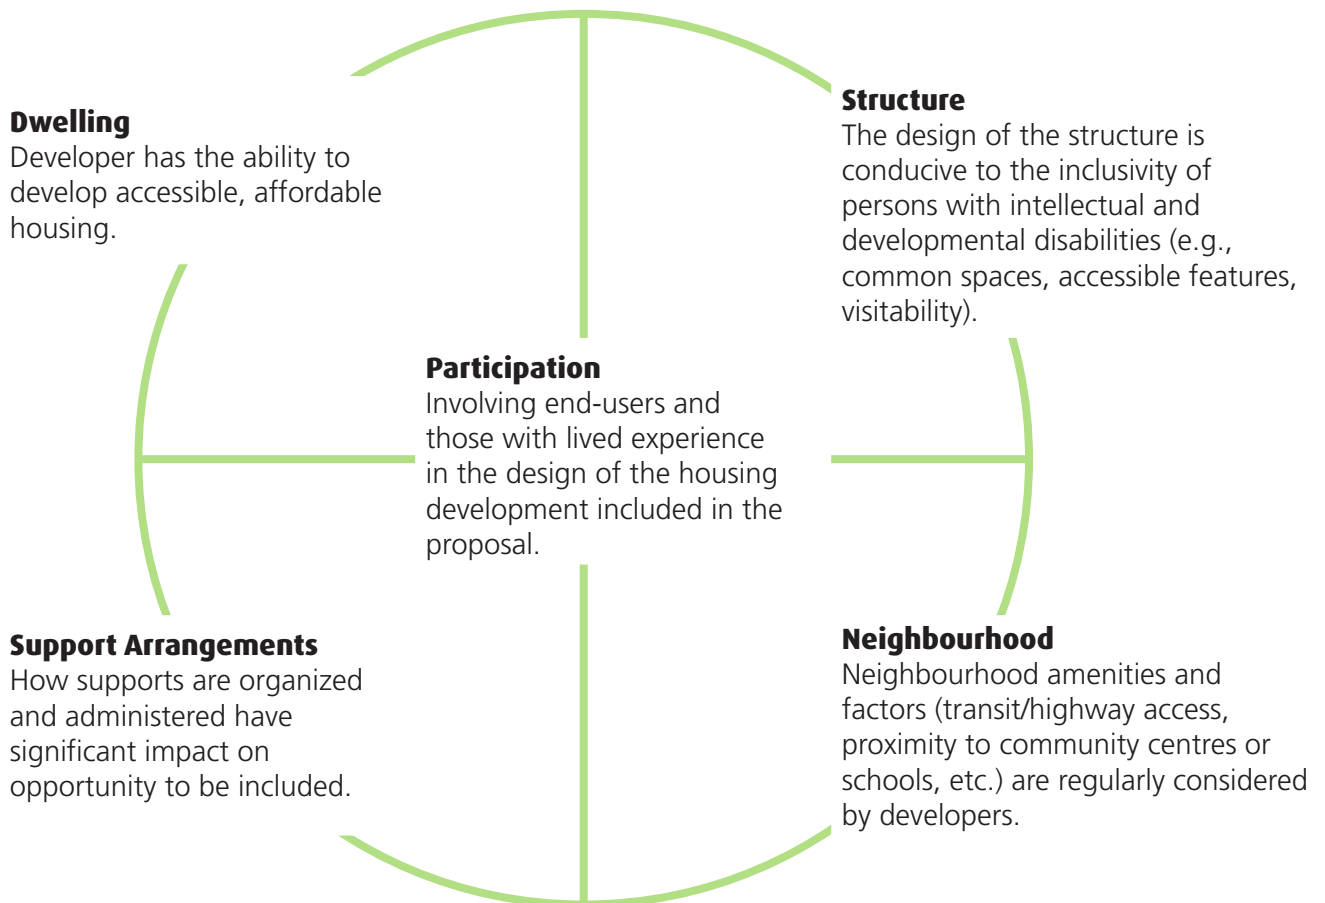 Dwelling
Developer has the ability to
develop accessible, affordable
housing.
Structure
The design of the structure is
conducive to the inclusivity of
persons with intellectual and
developmental disabilities (e.g.,
common spaces, accessible features,
visitability).
Participation
Involving end-users and
those with lived experience
in the design of the housing
development included in the
proposal.
Support Arrangements
How supports are organized
and administered have
significant impact on
opportunity to be included.
Neighbourhood
Neighbourhood amenities and
factors (transit/highway access,
proximity to community centres or
schools, etc.) are regularly considered
by developers.